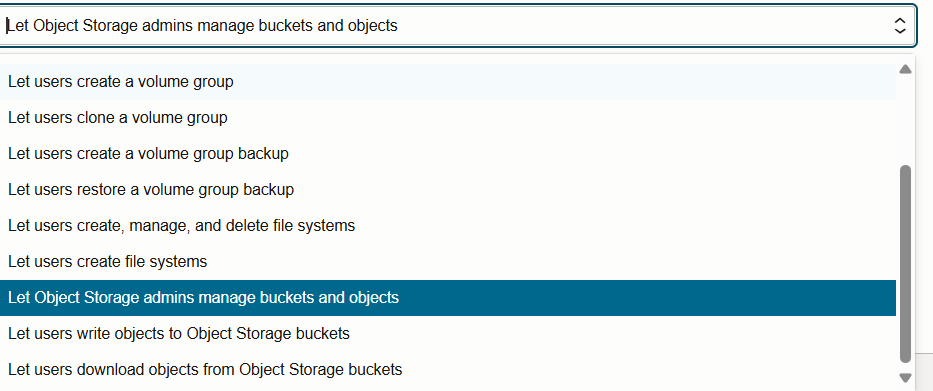 Let Object Storage admins manage buckets and objects
Let users create a volume group
Let users clone a volume group
Let users create a volume group backup
Let users restore a volume group backup
Let users create, manage, and delete file systems
Let users create file systems
Let Object Storage admins manage buckets and objects
Let users write objects to Object Storage buckets
Let users download objects from Object Storage buckets